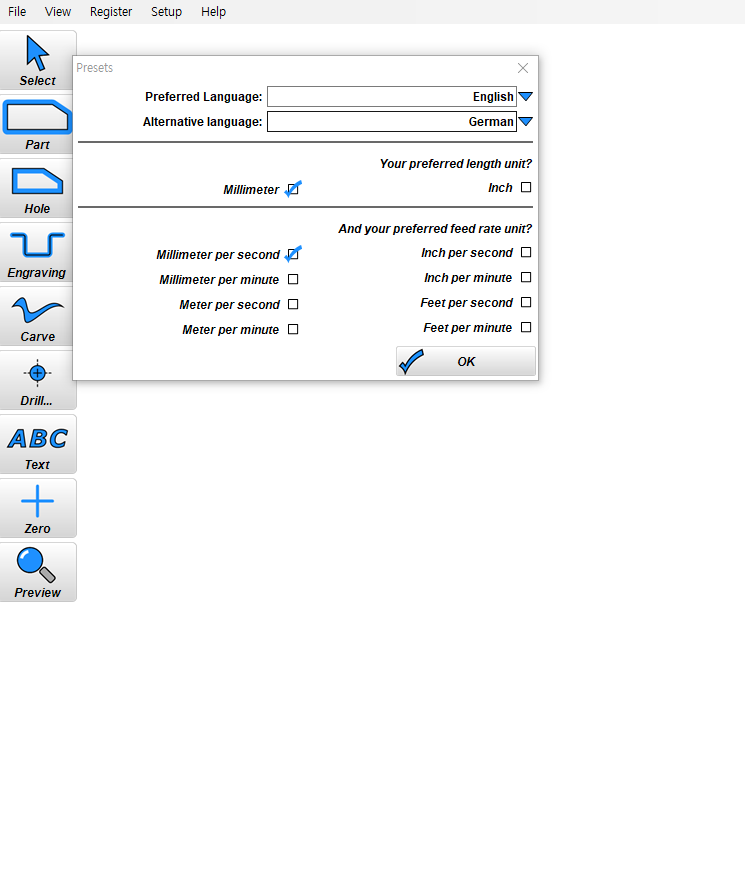 File View Register Setup Help
Select
Part
Hole
Engraving
Carve
Drill...
ABC
Text
Zero
Preview
Presets
Preferred Language: English
Alternative language: German
Your preferred length unit?
Millimeter Inch
And your preferred feed rate unit?
Millimeter per second Inch per second
Millimeter per minute Inch per minute
Meter per second Feet per second
Meter per minute Feet per minute
OK